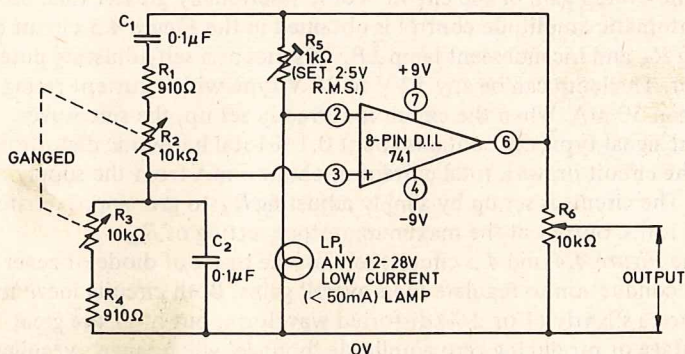 C1
0·1μF
R1
910Ω
R2
10kΩ
GANGED
R3
10kΩ
R4
910Ω
C2
0·1μF
R5
1kΩ
(SET 2·5V
R.M.S.)
+9V
7
2
8-PIN D.I.L
741
6
3
+
4
-9V
LP1
ANY 12-28V
LOW CURRENT
(< 50mA) LAMP
R6
10kΩ
OUTPUT
0V